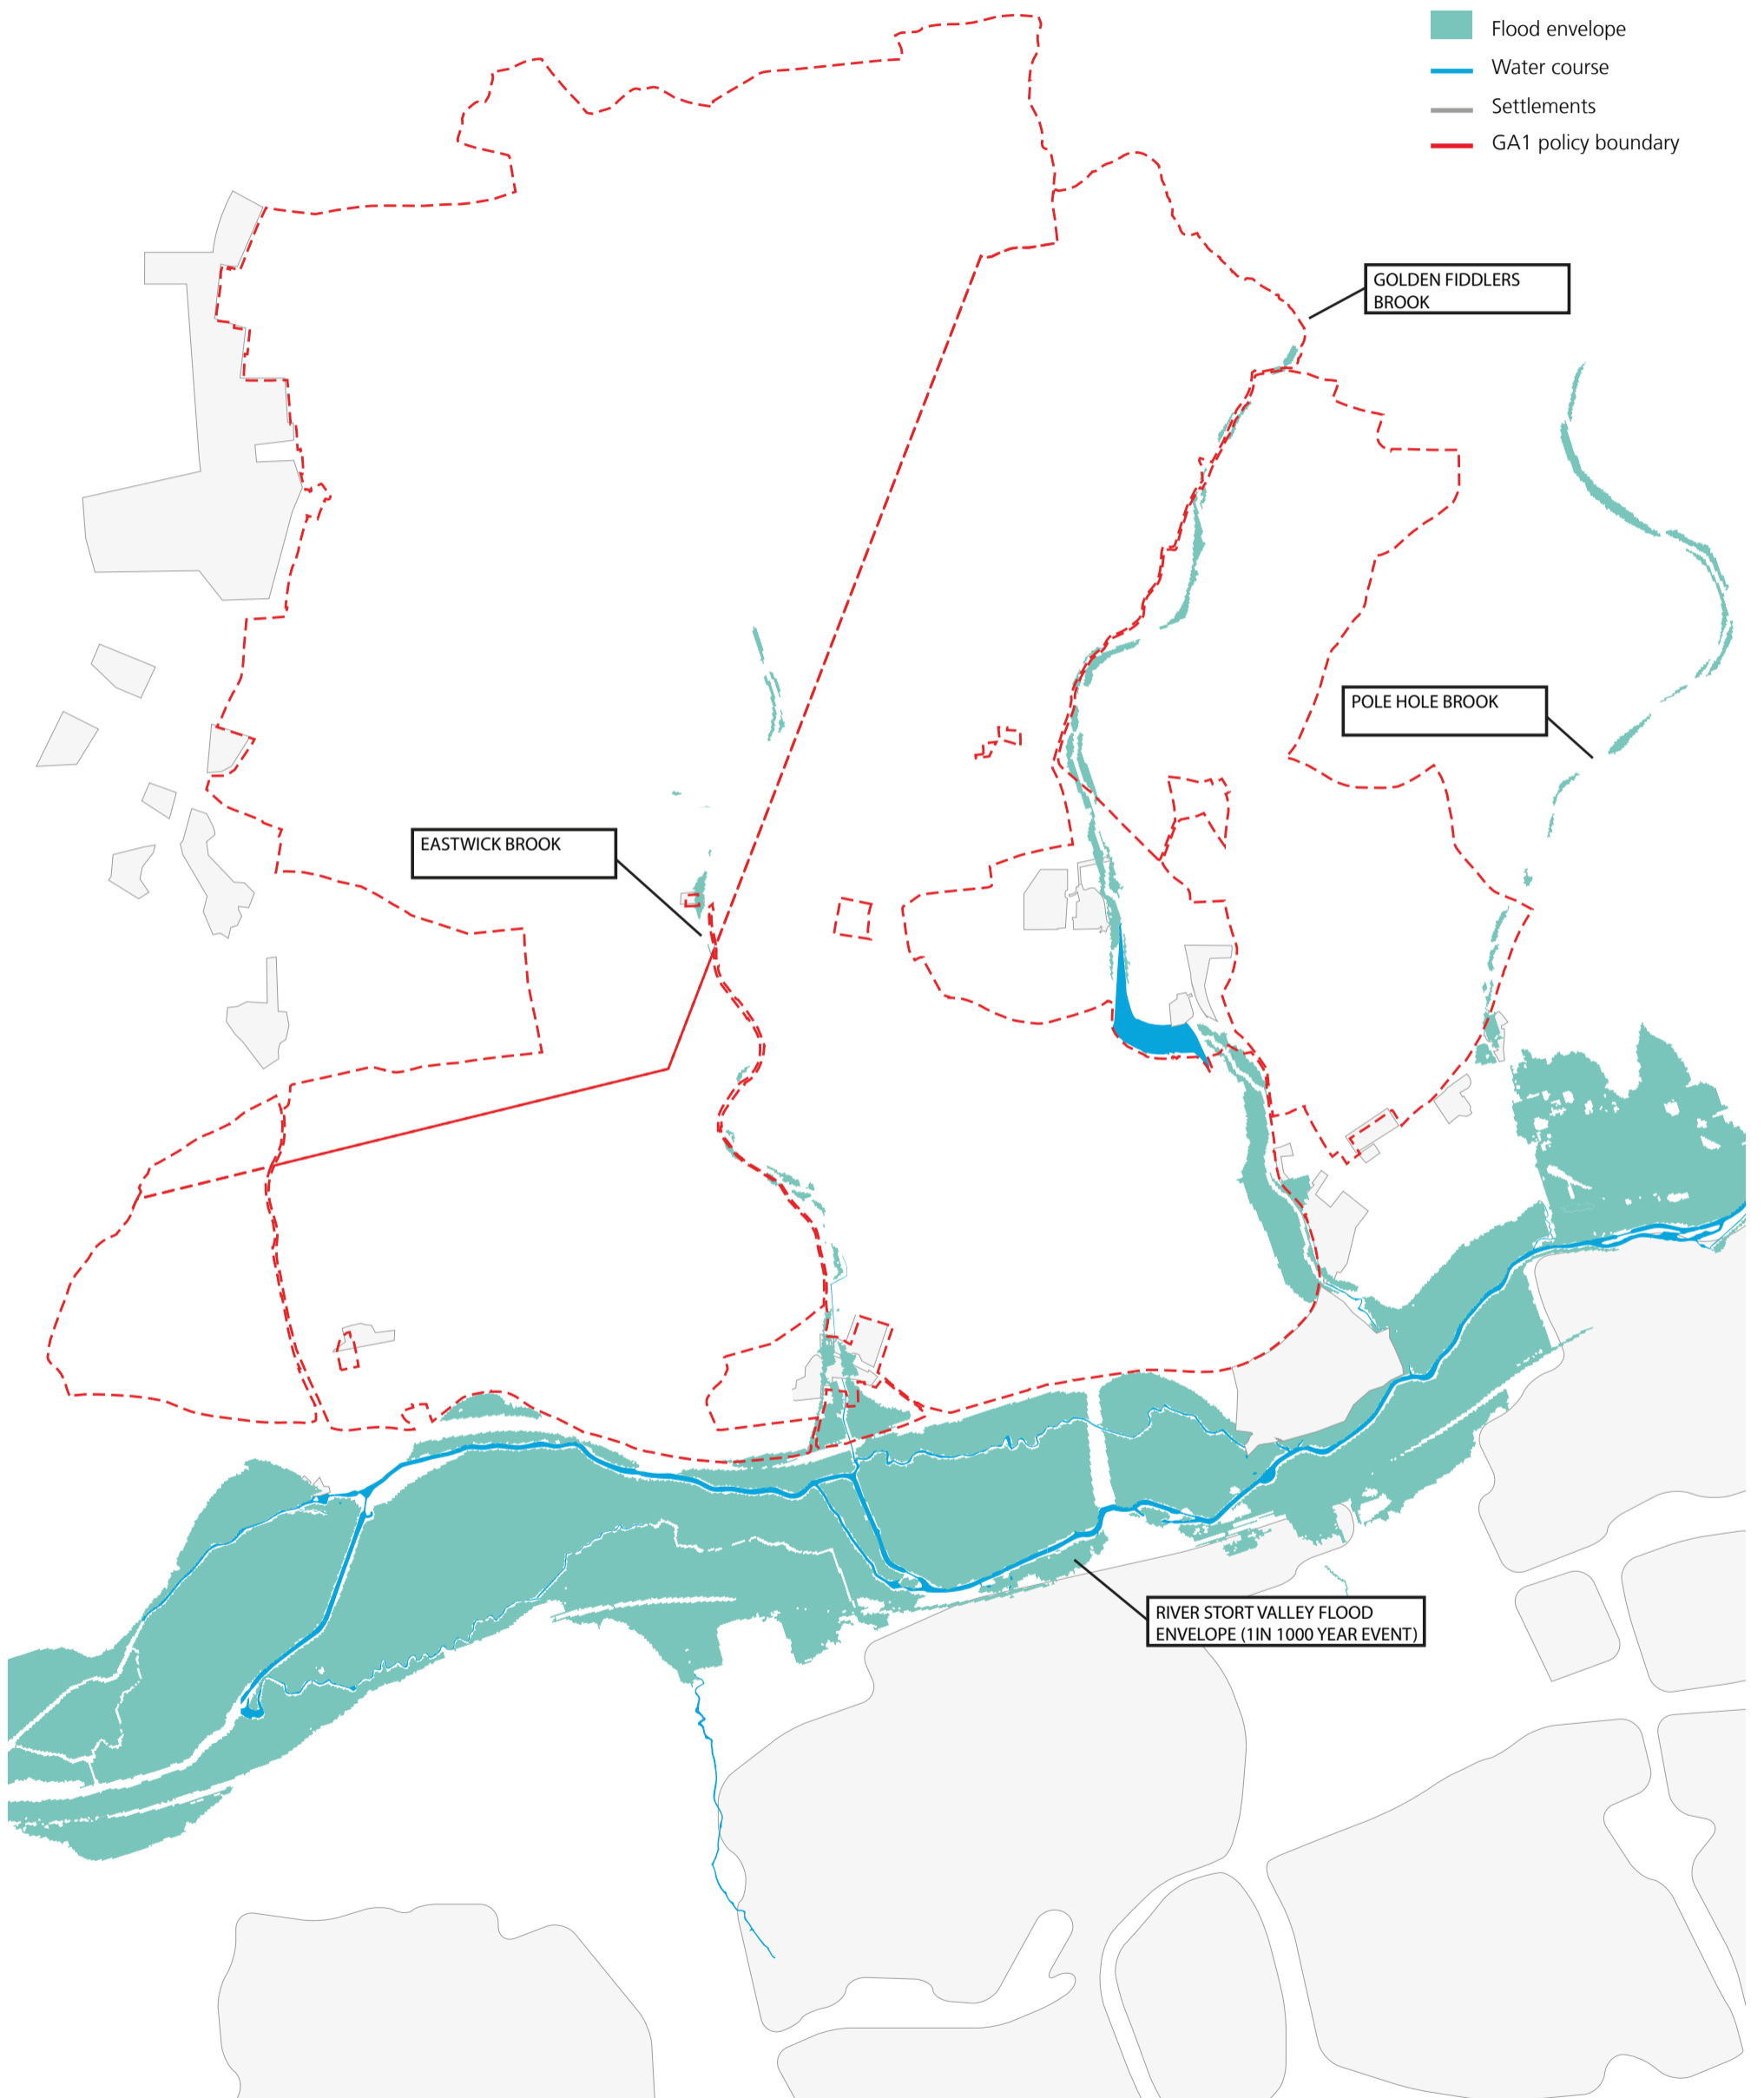 Flood envelope
Water course
Settlements
GA1 policy boundary
GOLDEN FIDDLERS
BROOK
POLE HOLE BROOK
EASTWICK BROOK
RIVER STORT VALLEY FLOOD
ENVELOPE (1IN 1000 YEAR EVENT)